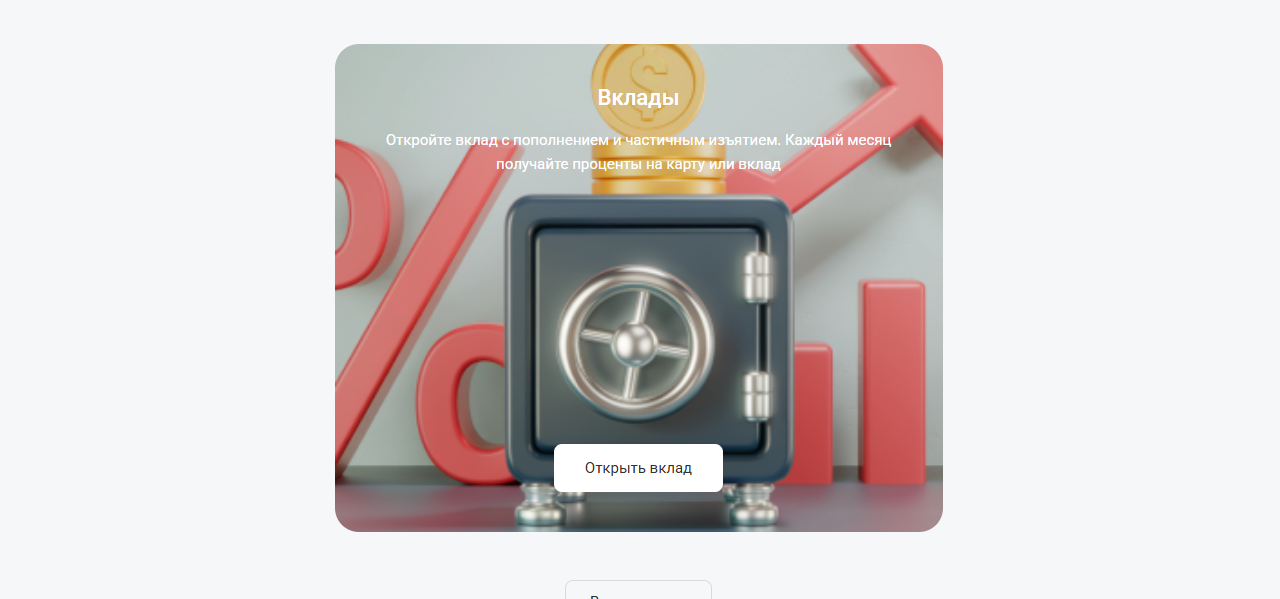 Вклады
Откройте вклад с пополнением и частичным изъятием. Каждый месяц
получайте проценты на карту или вклад
Открыть вклад